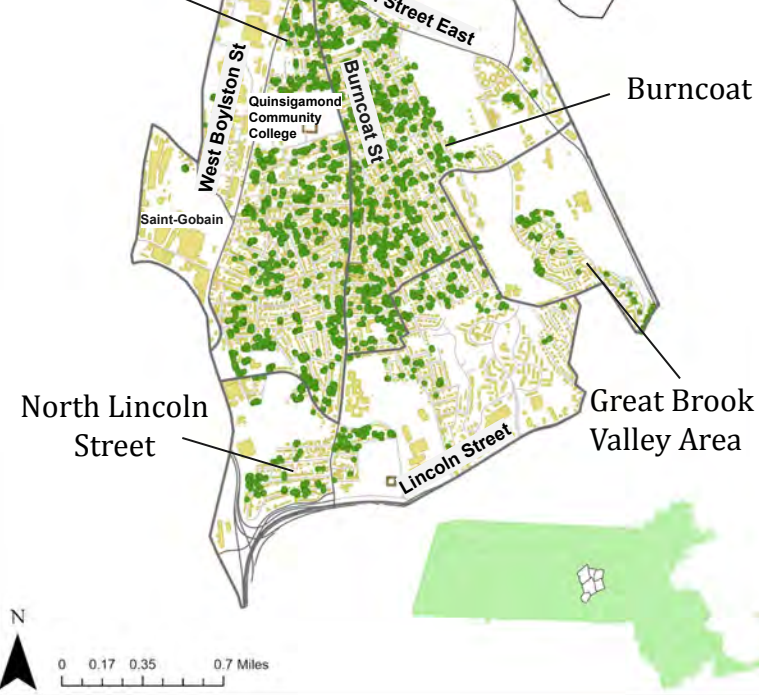 Street East
Burncoat
West Boylston St
Burncoat St
Quinsigamond
Community
College
Saint-Gobain
North Lincoln
Street
Great Brook
Valley Area
Lincoln Street
N
0 0.17 0.35 0.7 Miles